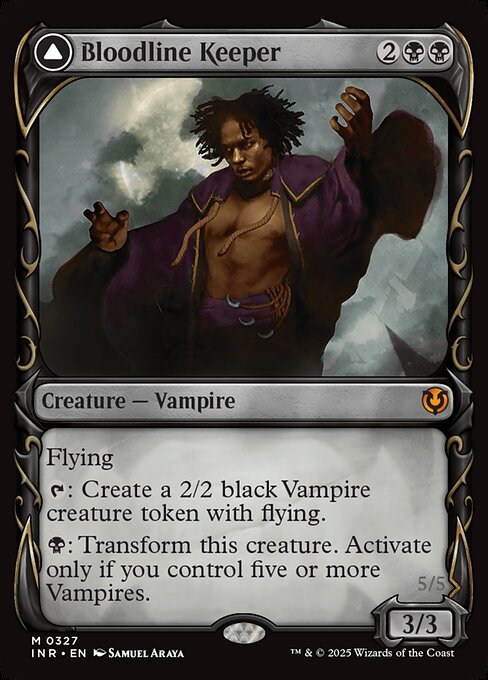 Bloodline Keeper 2
Creature — Vampire
Flying
: Create a 2/2 black Vampire
creature token with flying.
: Transform this creature. Activate
only if you control five or more
Vampires.
5/5
3/3
M 0327
INR • EN SAMUEL ARAYA
™ & © 2025 Wizards of the Coast